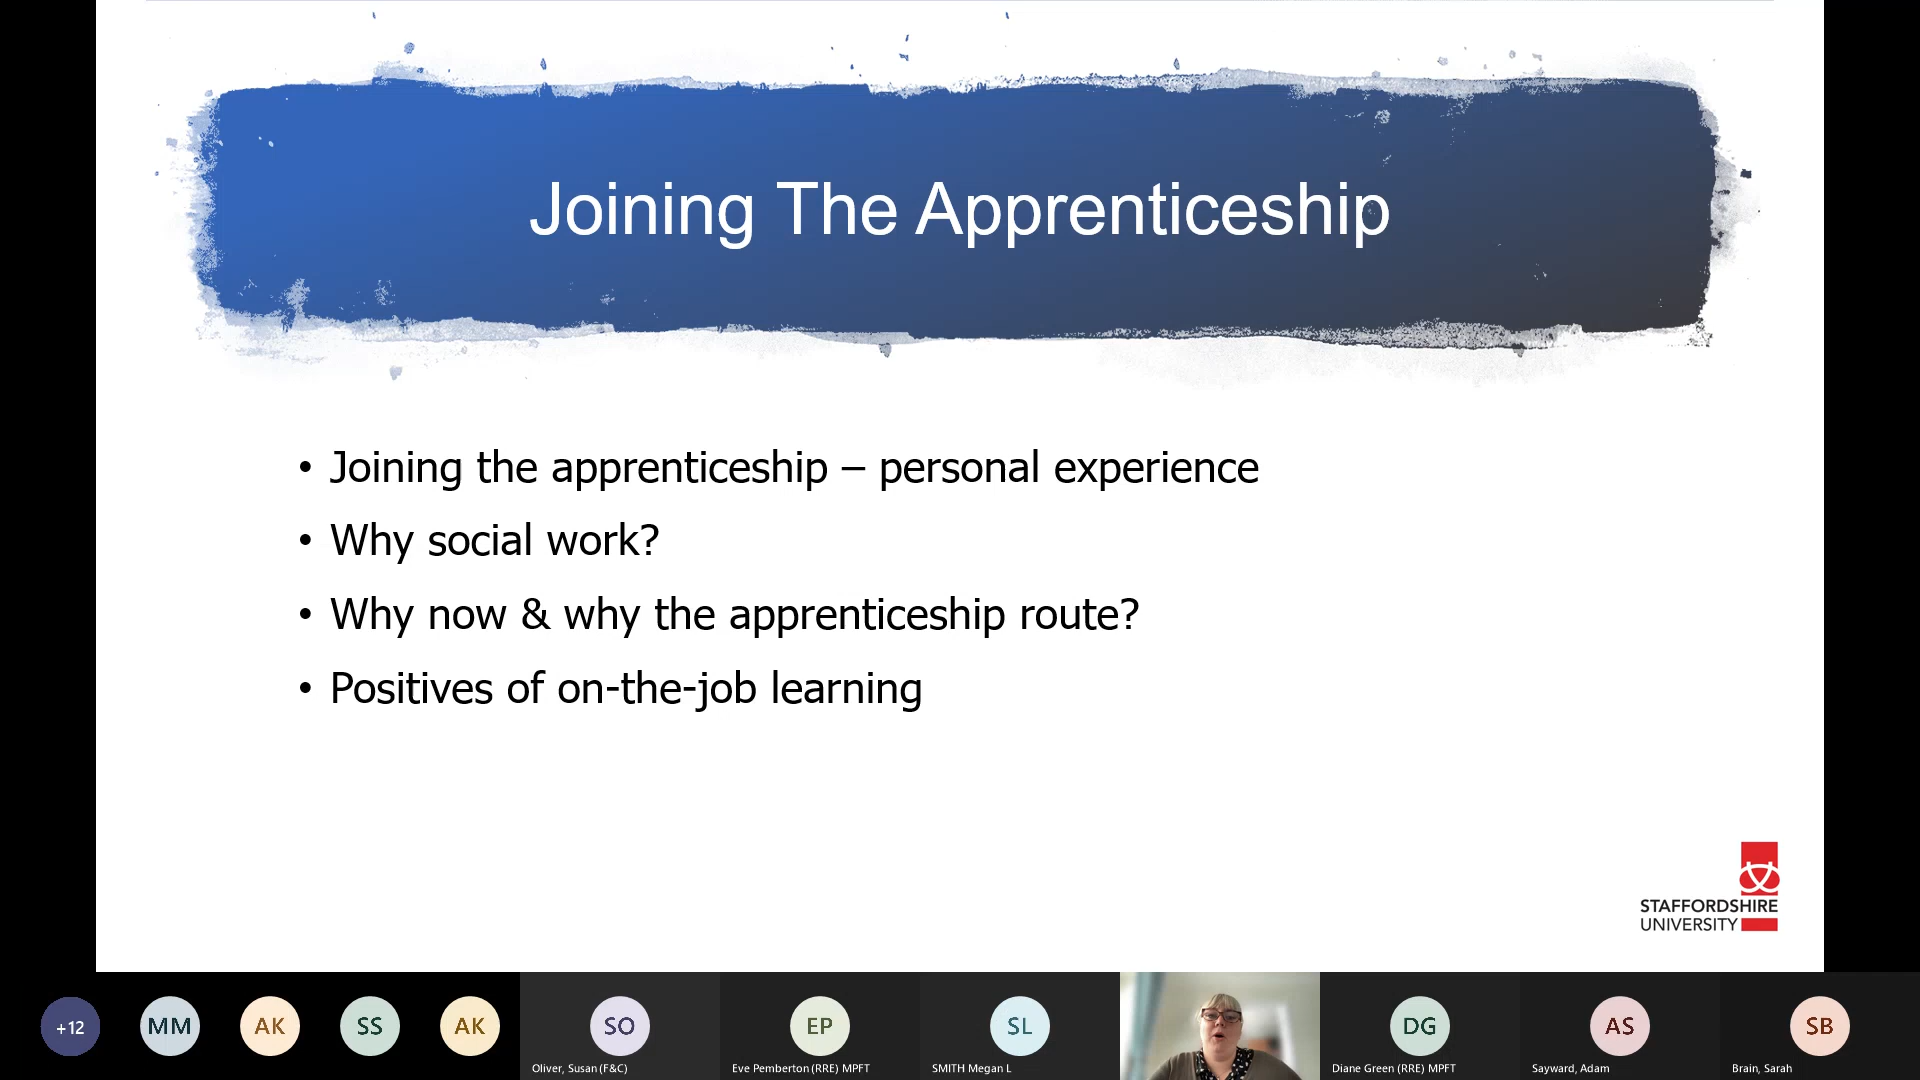 Joining The Apprenticeship
• Joining the apprenticeship – personal experience
• Why social work?
• Why now & why the apprenticeship route?
• Positives of on-the-job learning
STAFFORDSHIRE
UNIVERSITY
+12
MM
AK
SS
AK
SO
Oliver, Susan (F&C)
EP
Eve Pemberton (RRE) MPFT
SL
SMITH Megan L
DG
Diane Green (RRE) MPFT
AS
Sayward, Adam
SB
Brain, Sarah